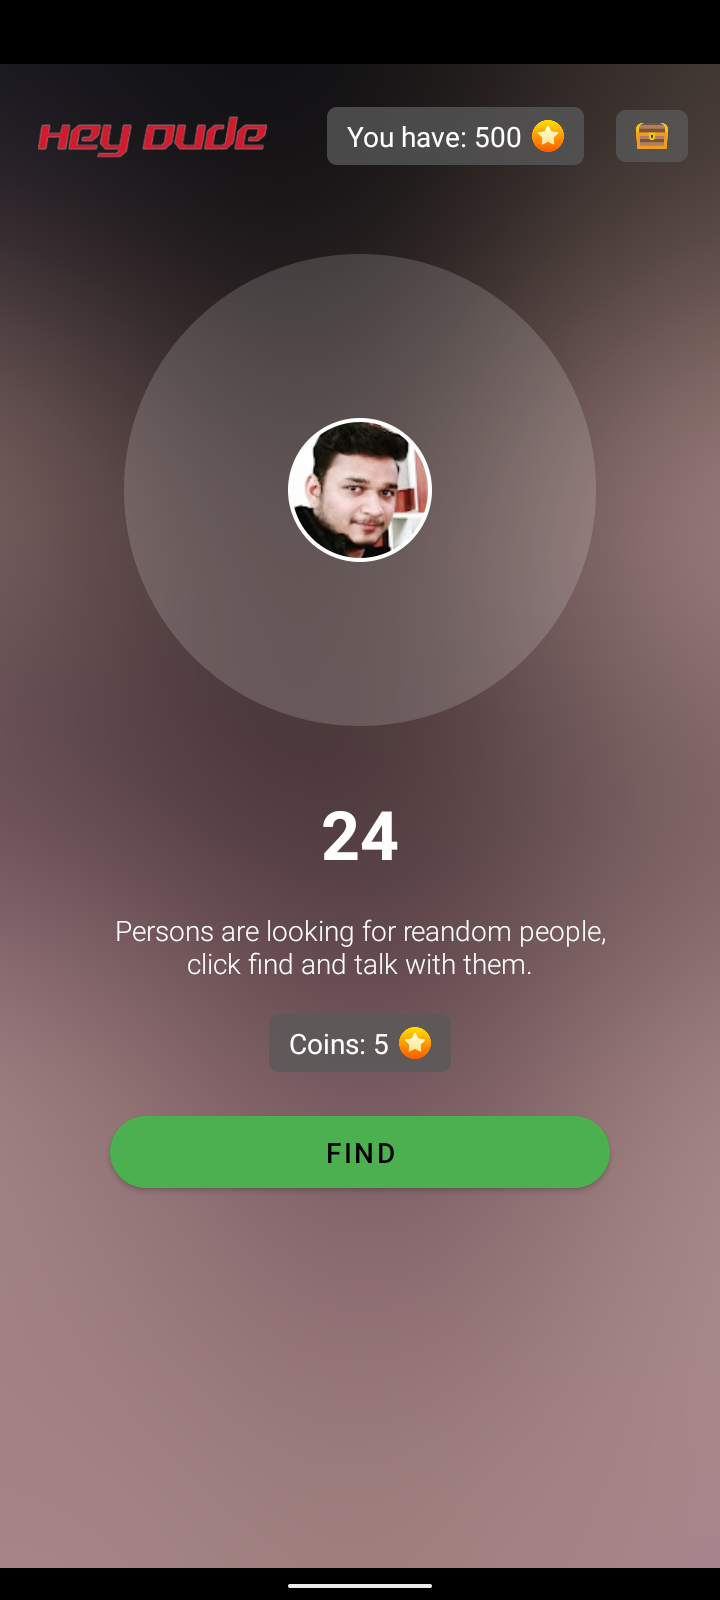 Hey Dude
You have: 500
24
Persons are looking for reandom people,
click find and talk with them.
Coins: 5
FIND